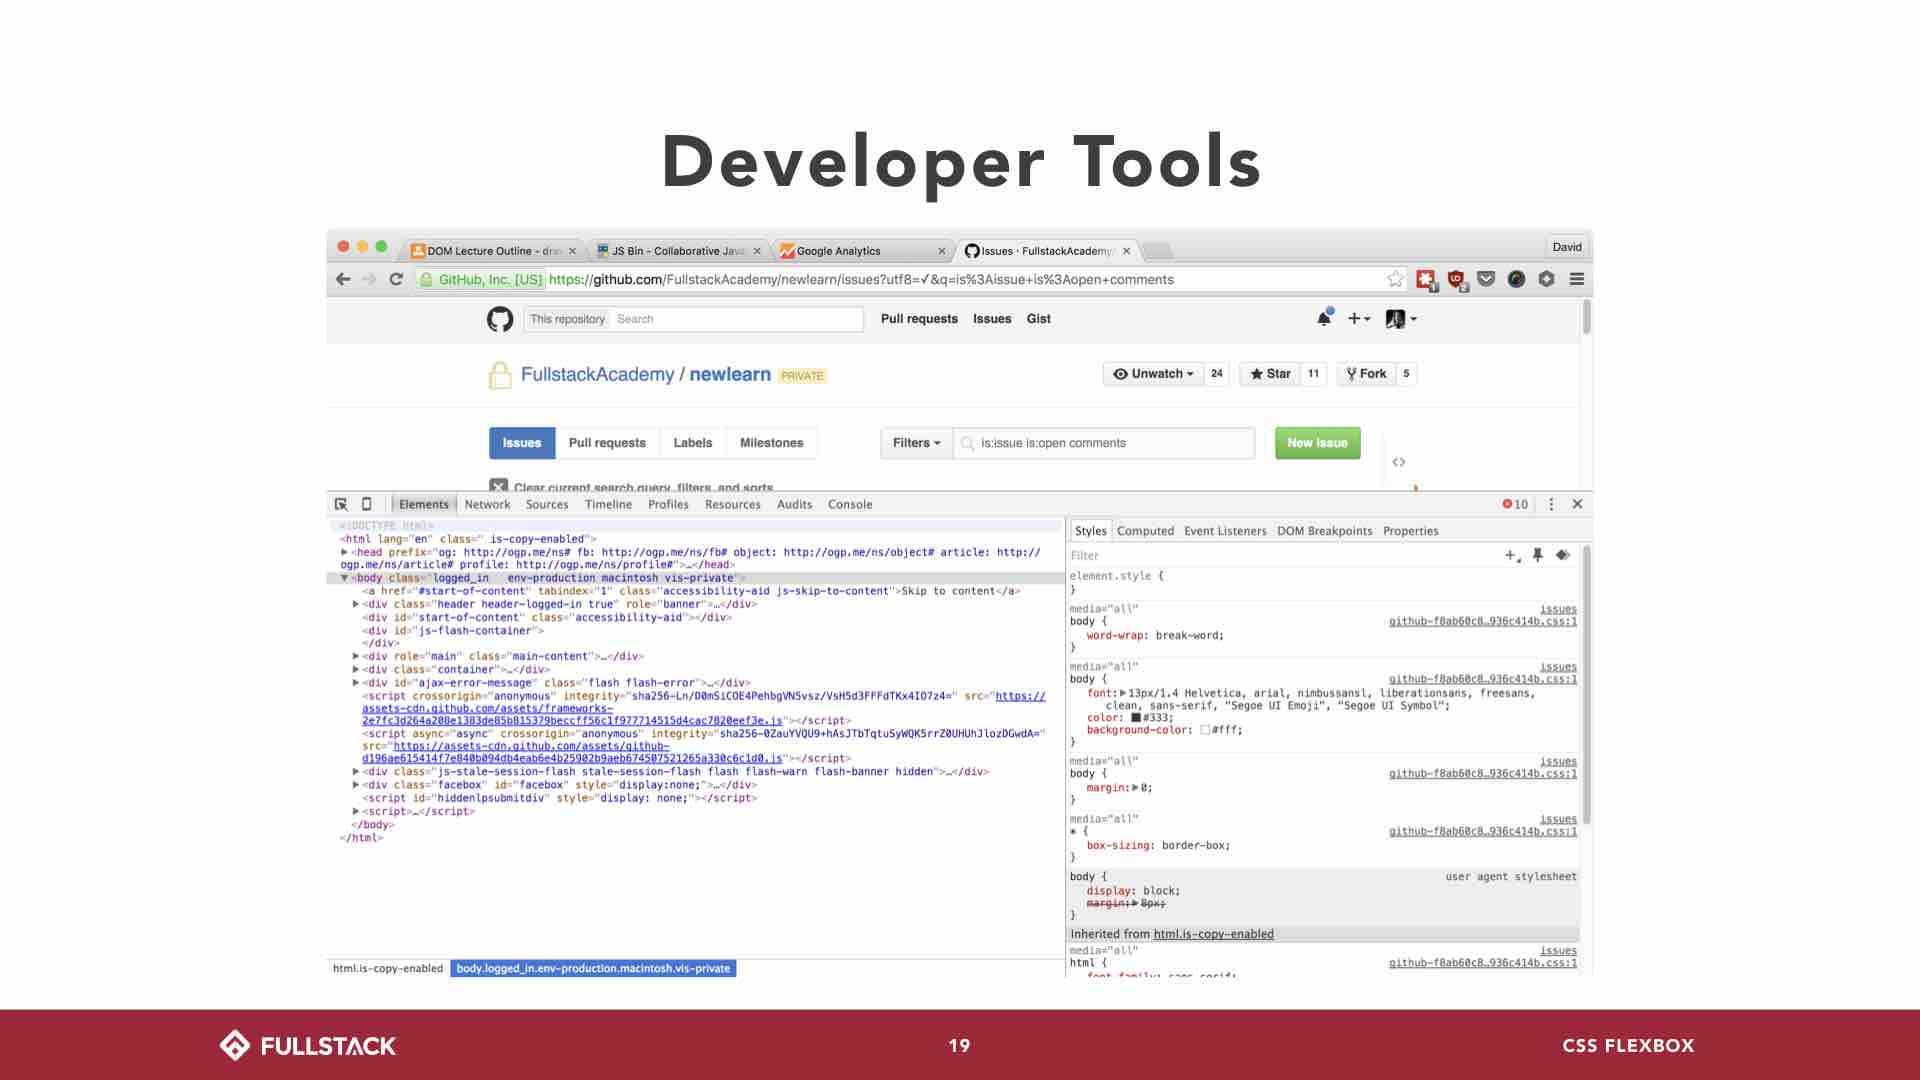 Developer Tools
DOM Lecture Outline - dra
JS Bin - Collaborative Java
Google Analytics
Issues · FullstackAcademy/
David
GitHub, Inc. [US] https://github.com/FullstackAcademy/newlearn/issues?utf8=✓&q=is%3Aissue+is%3Aopen+comments
This repository Search Pull requests Issues Gist
FullstackAcademy / newlearn PRIVATE
Unwatch 24 Star 11 Fork 5
Issues Pull requests Labels Milestones Filters is:issue is:open comments New issue
Clear current search query, filters, and sorts
Elements Network Sources Timeline Profiles Resources Audits Console 10
<!DOCTYPE html>
<html lang="en" class=" is-copy-enabled">
<head prefix="og: http://ogp.me/ns# fb: http://ogp.me/ns/fb# object: http://ogp.me/ns/object# article: http://
ogp.me/ns/article# profile: http://ogp.me/ns/profile#">…</head>
<body class="logged_in   env-production macintosh vis-private">
<a href="#start-of-content" tabindex="1" class="accessibility-aid js-skip-to-content">Skip to content</a>
<div class="header header-logged-in true" role="banner">…</div>
<div id="start-of-content" class="accessibility-aid"></div>
<div id="js-flash-container">
</div>
<div role="main" class="main-content">…</div>
<div class="container">…</div>
<div id="ajax-error-message" class="flash flash-error">…</div>
<script crossorigin="anonymous" integrity="sha256-Ln/D0mSiCOE4PehbgVN5vsz/VsH5d3FFFdTKx4IO7z4=" src="https://
assets-cdn.github.com/assets/frameworks-
2e7fc3d264a208e1383de85b815379beccff56c1f977714515d4cac7820eef3e.js"></script>
<script async="async" crossorigin="anonymous" integrity="sha256-0ZauYVQU9+hAsJTbTqtuSyWQK5rrZ0UHUhJlozDGwdA="
src="https://assets-cdn.github.com/assets/github-
d196ae615414f7e840b094db4eab6e4b25902b9aeb674507521265a330c6c1d0.js"></script>
<div class="js-stale-session-flash stale-session-flash flash flash-warn flash-banner hidden">…</div>
<div class="facebox" id="facebox" style="display:none;">…</div>
<script id="hiddenlpsubmitdiv" style="display: none;"></script>
<script>…</script>
</body>
</html>
html.is-copy-enabled body.logged_in.env-production.macintosh.vis-private
Styles Computed Event Listeners DOM Breakpoints Properties
Filter
element.style {
}
media="all" issues
body { github-f8ab60c8…936c414b.css:1
word-wrap: break-word;
}
media="all" issues
body { github-f8ab60c8…936c414b.css:1
font: 13px/1.4 Helvetica, arial, nimbussansl, liberationsans, freesans,
clean, sans-serif, "Segoe UI Emoji", "Segoe UI Symbol";
color: #333;
background-color: #fff;
}
media="all" issues
body { github-f8ab60c8…936c414b.css:1
margin: 0;
}
media="all" issues
* { github-f8ab60c8…936c414b.css:1
box-sizing: border-box;
}
body { user agent stylesheet
display: block;
margin: 8px;
}
Inherited from html.is-copy-enabled
media="all" issues
html { github-f8ab60c8…936c414b.css:1
font-family: sans-serif;
FULLSTACK
19
CSS FLEXBOX